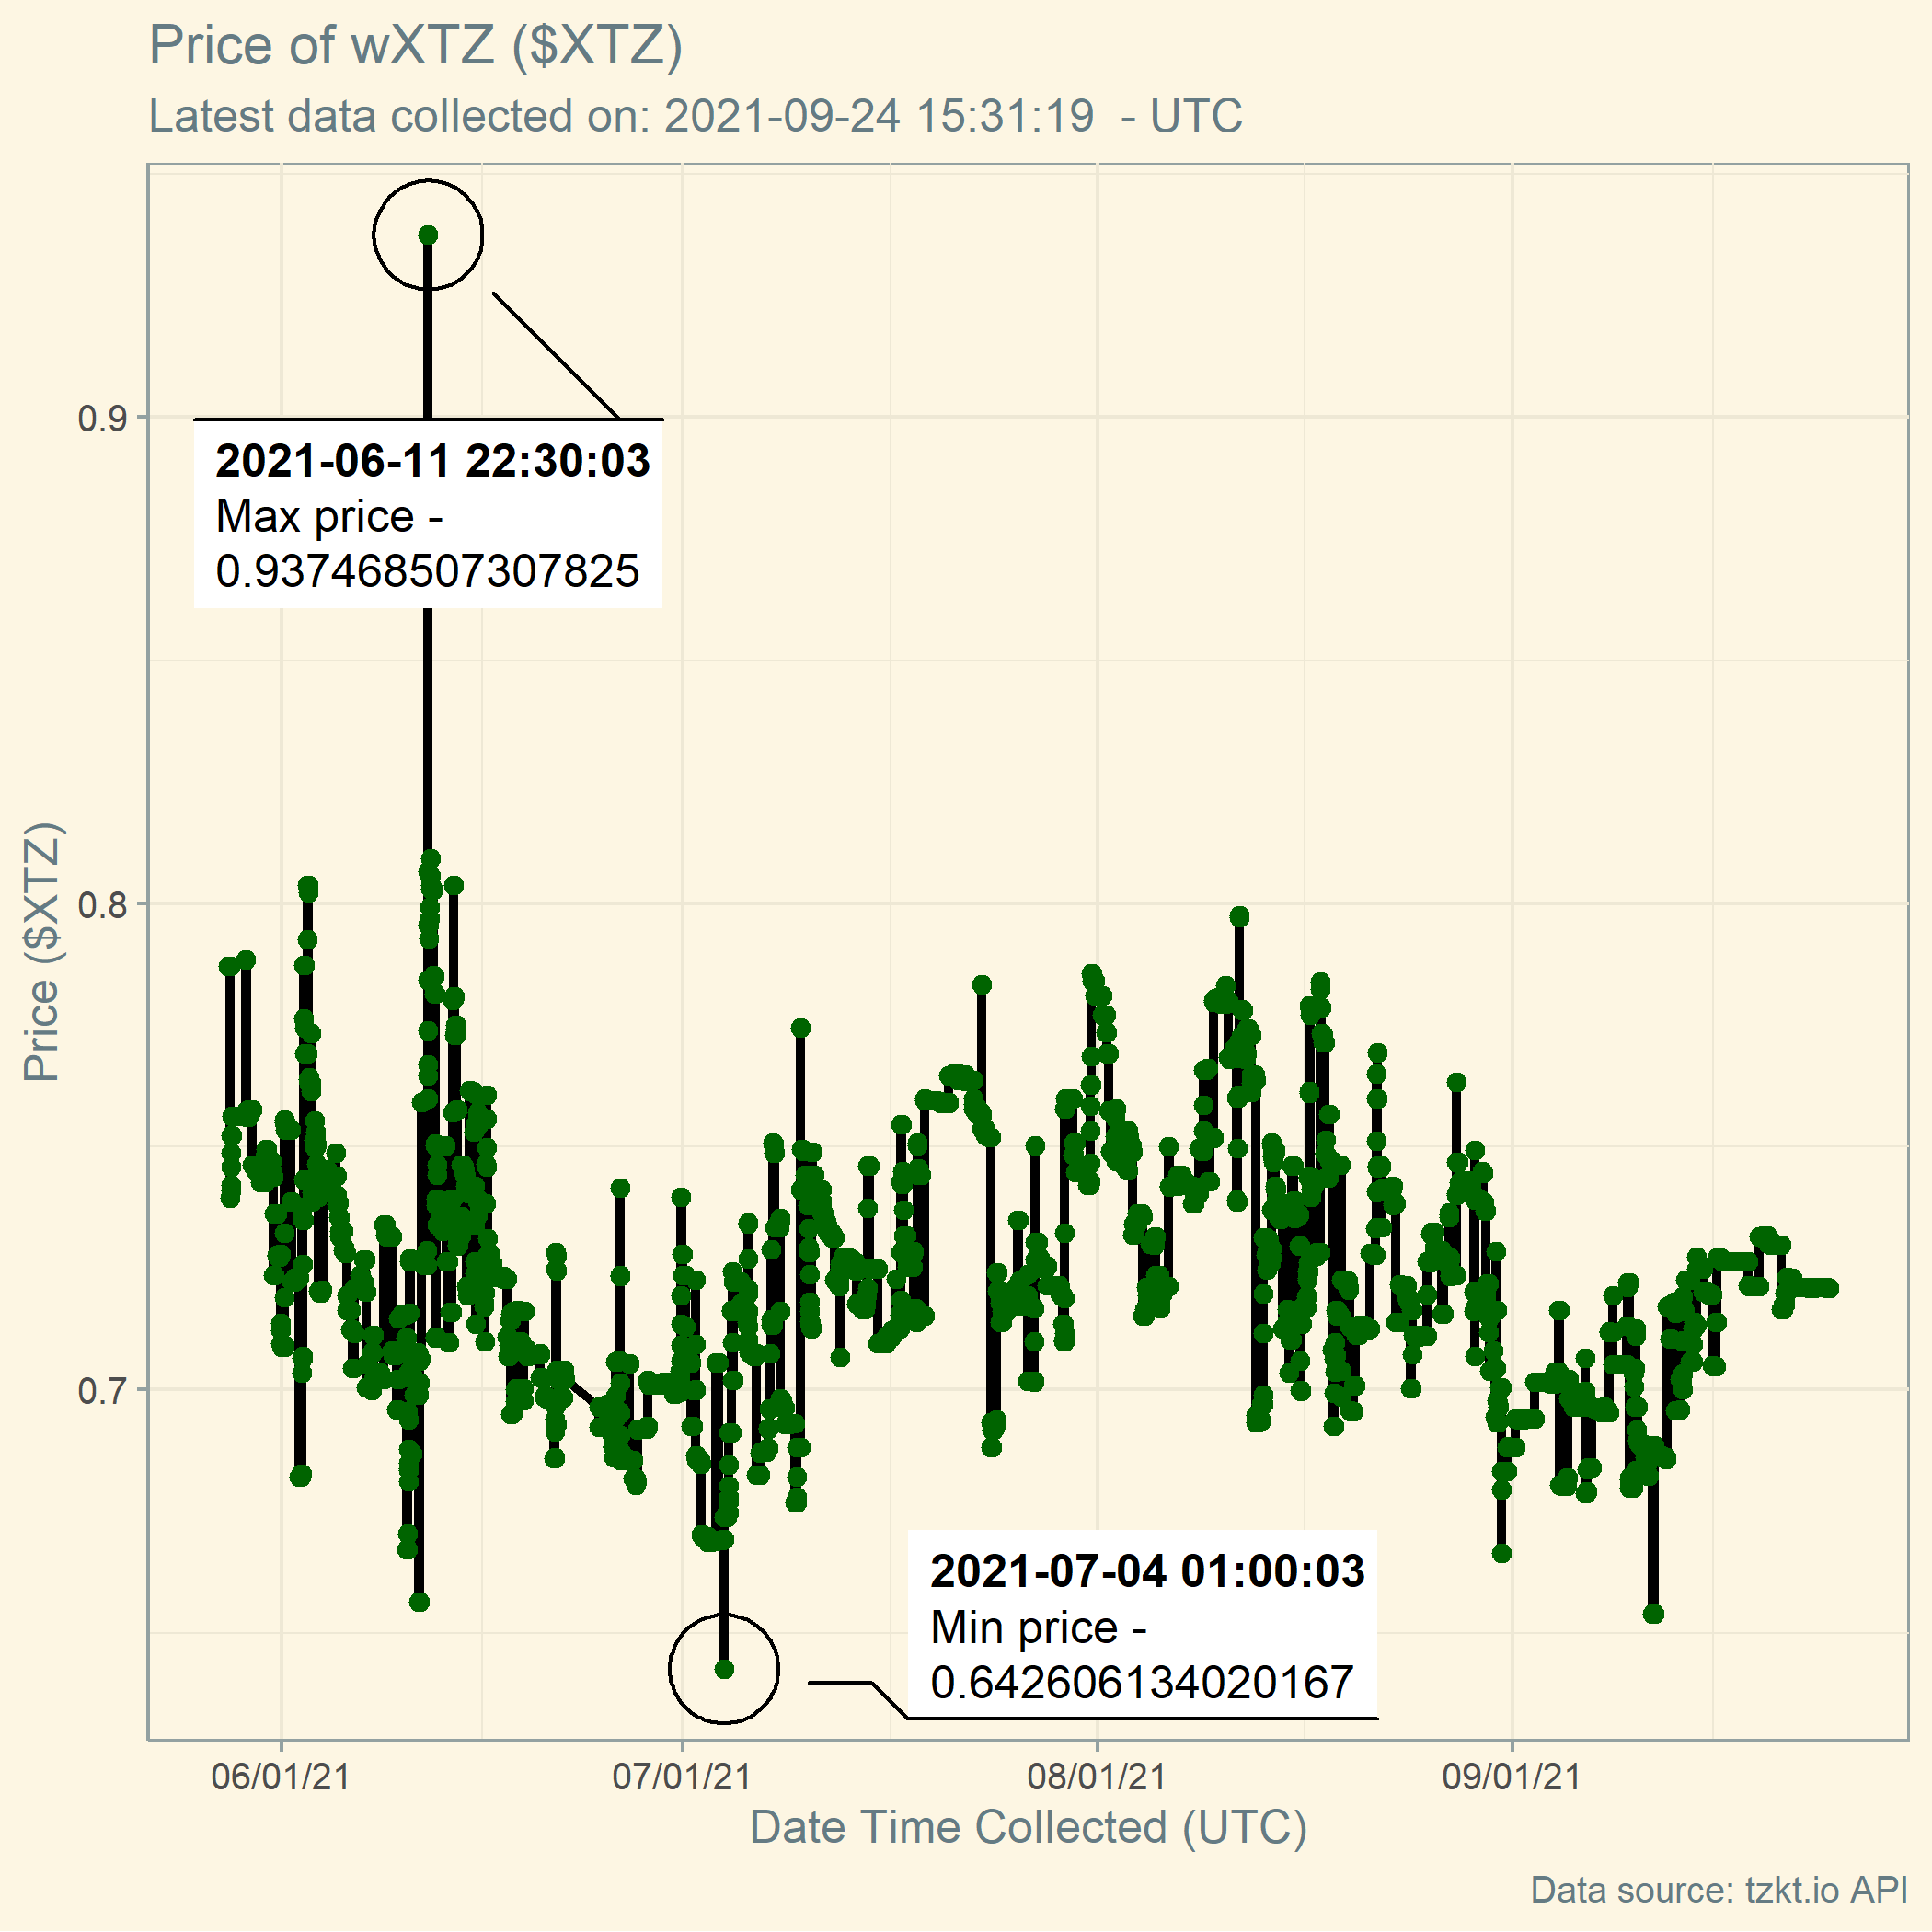 Price of wXTZ ($XTZ)
Latest data collected on: 2021-09-24 15:31:19  - UTC
Price ($XTZ)
0.9
0.8
0.7
2021-06-11 22:30:03
Max price -
0.937468507307825
2021-07-04 01:00:03
Min price -
0.642606134020167
06/01/21
07/01/21
08/01/21
09/01/21
Date Time Collected (UTC)
Data source: tzkt.io API